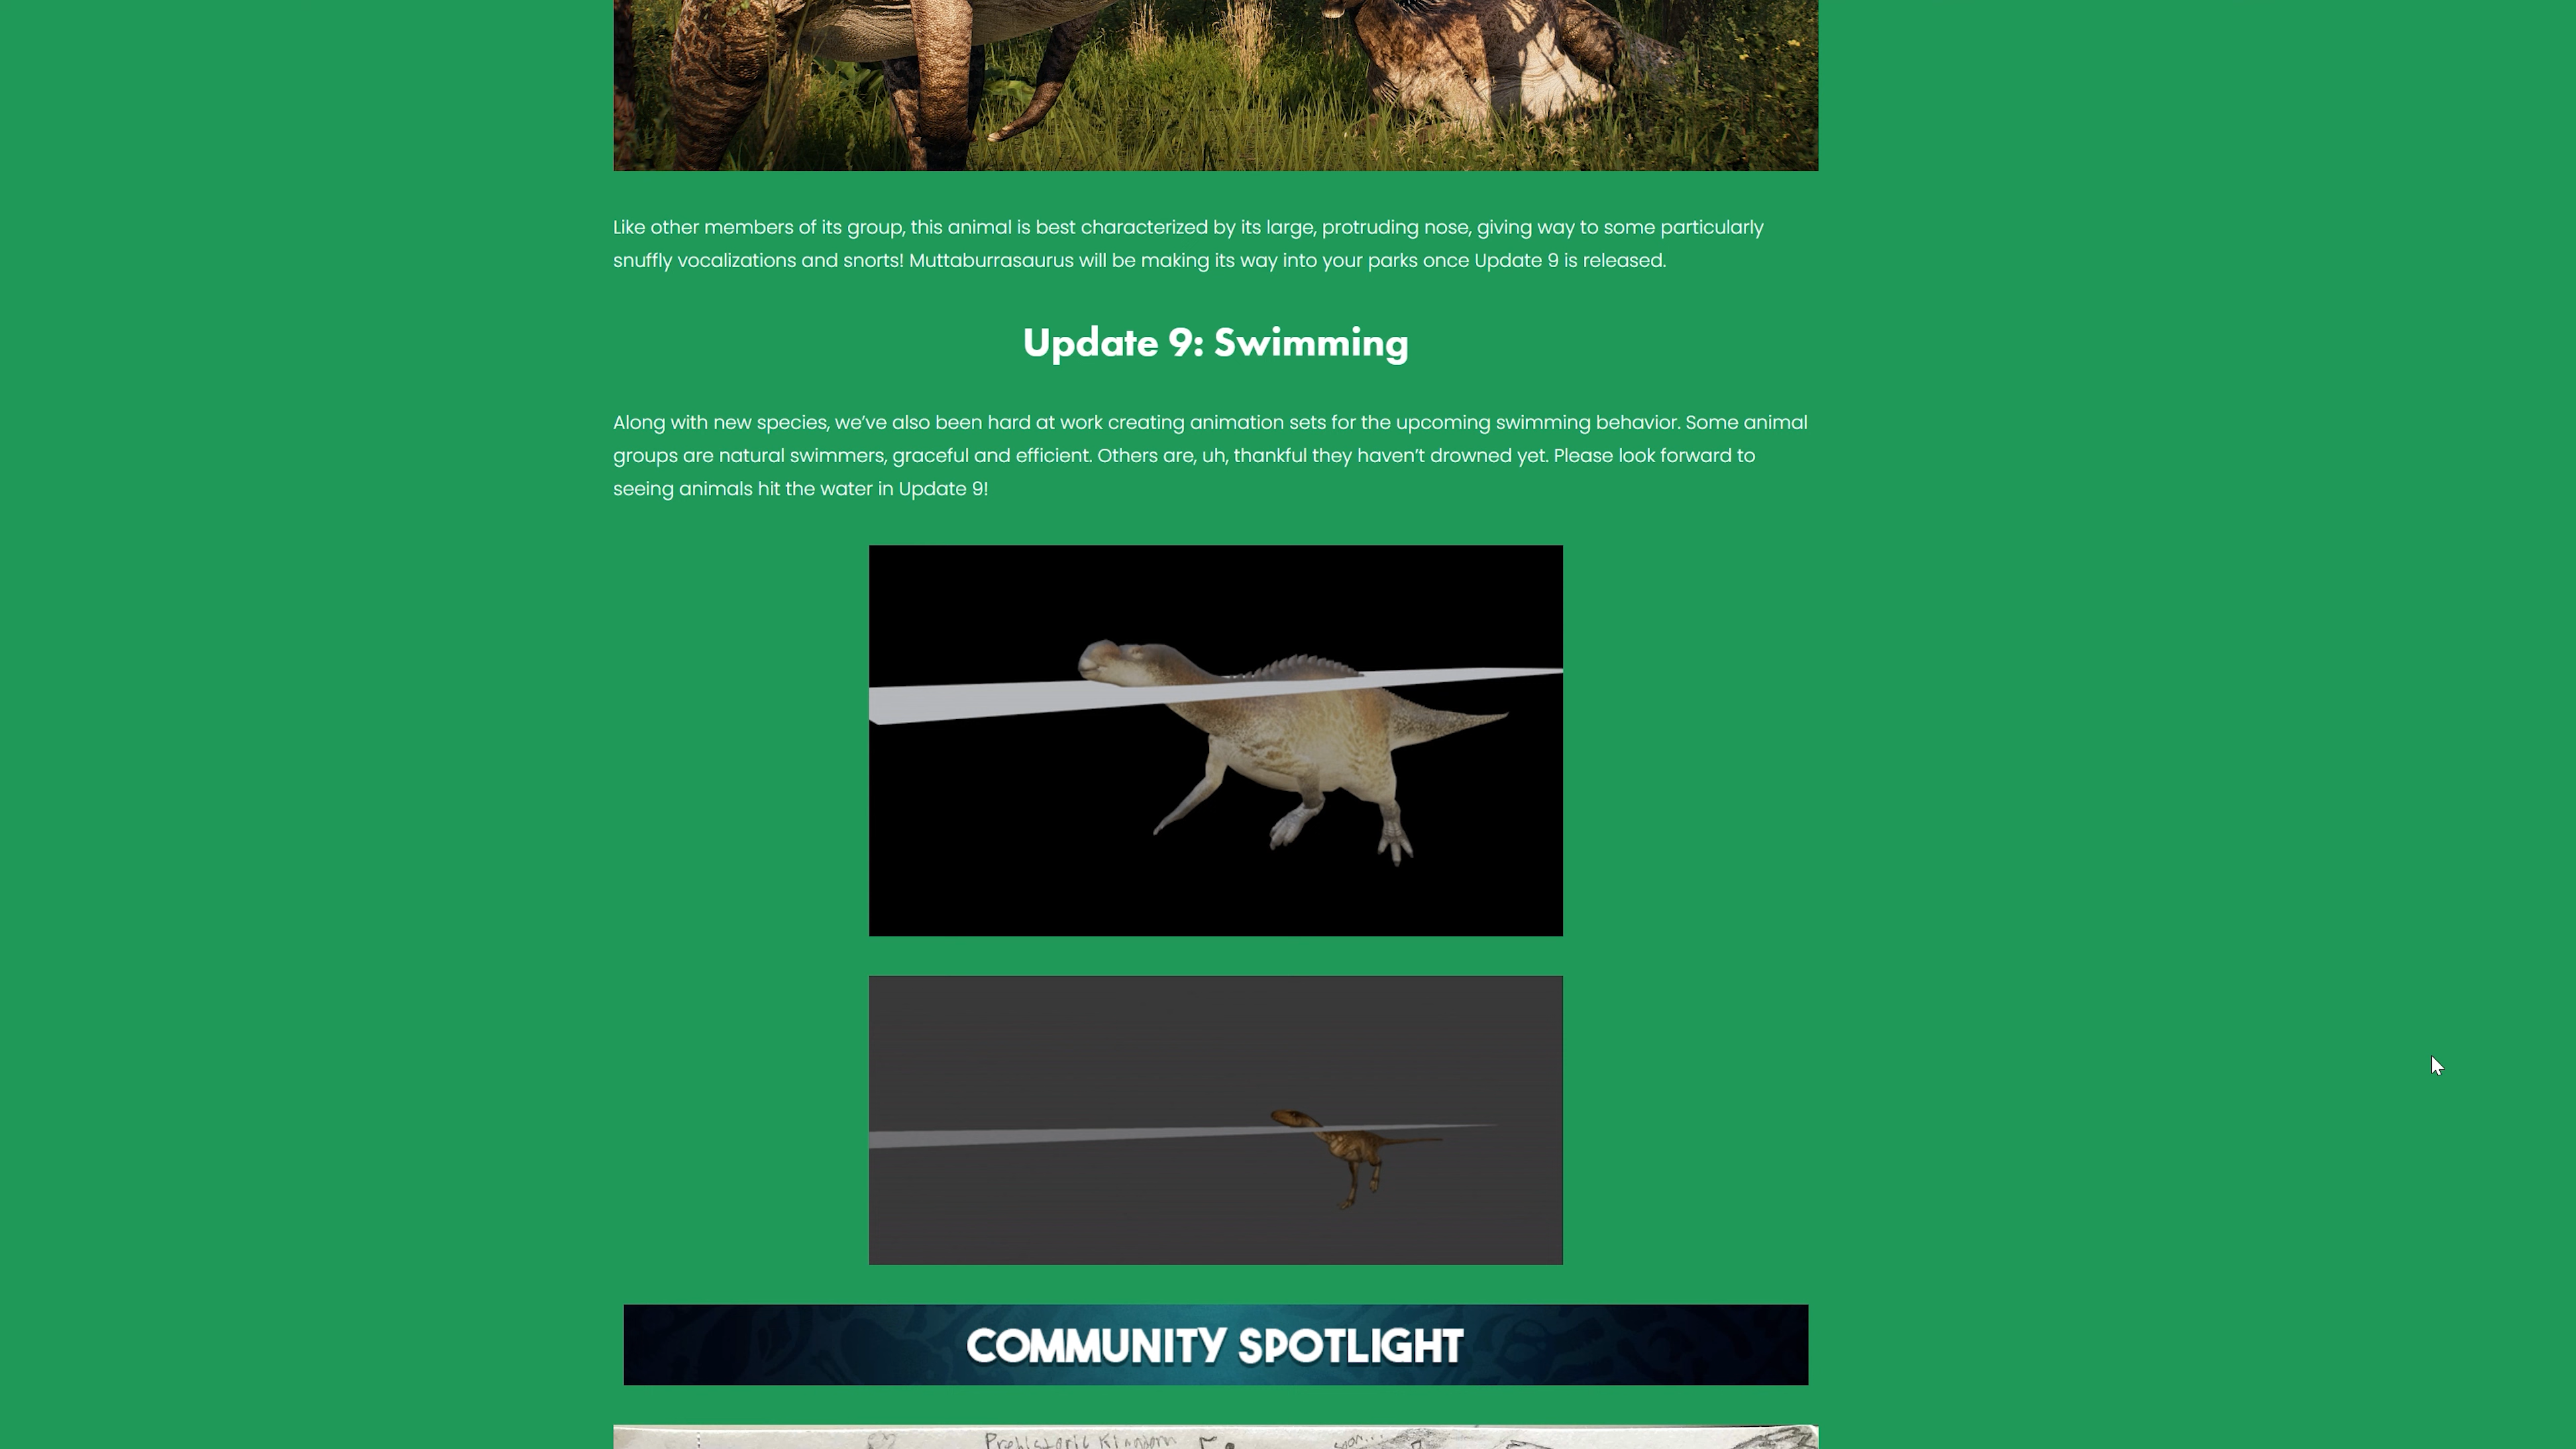 Like other members of its group, this animal is best characterized by its large, protruding nose, giving way to some particularly
snuffly vocalizations and snorts! Muttaburrasaurus will be making its way into your parks once Update 9 is released.
Update 9: Swimming
Along with new species, we’ve also been hard at work creating animation sets for the upcoming swimming behavior. Some animal
groups are natural swimmers, graceful and efficient. Others are, uh, thankful they haven’t drowned yet. Please look forward to
seeing animals hit the water in Update 9!
COMMUNITY SPOTLIGHT
Prehistoric Kingdom